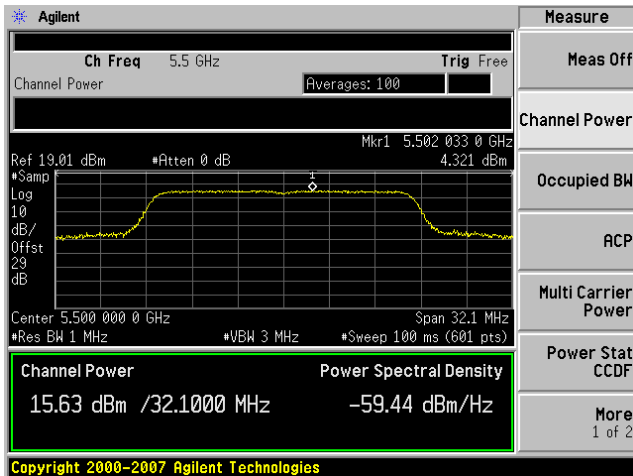 Agilent
Measure
Ch Freq 5.5 GHz Trig Free
Meas Off
Channel Power Averages: 100
Channel Power
Mkr1 5.502 033 0 GHz
Ref 19.01 dBm #Atten 0 dB 4.321 dBm
#Samp
1
Log
10
dB/
Offst
29
dB
Occupied BW
ACP
Multi Carrier
Power
Center 5.500 000 0 GHz Span 32.1 MHz
#Res BW 1 MHz #VBW 3 MHz #Sweep 100 ms (601 pts)
Power Stat
CCDF
Channel Power Power Spectral Density
15.63 dBm /32.1000 MHz -59.44 dBm/Hz
More
1 of 2
Copyright 2000-2007 Agilent Technologies